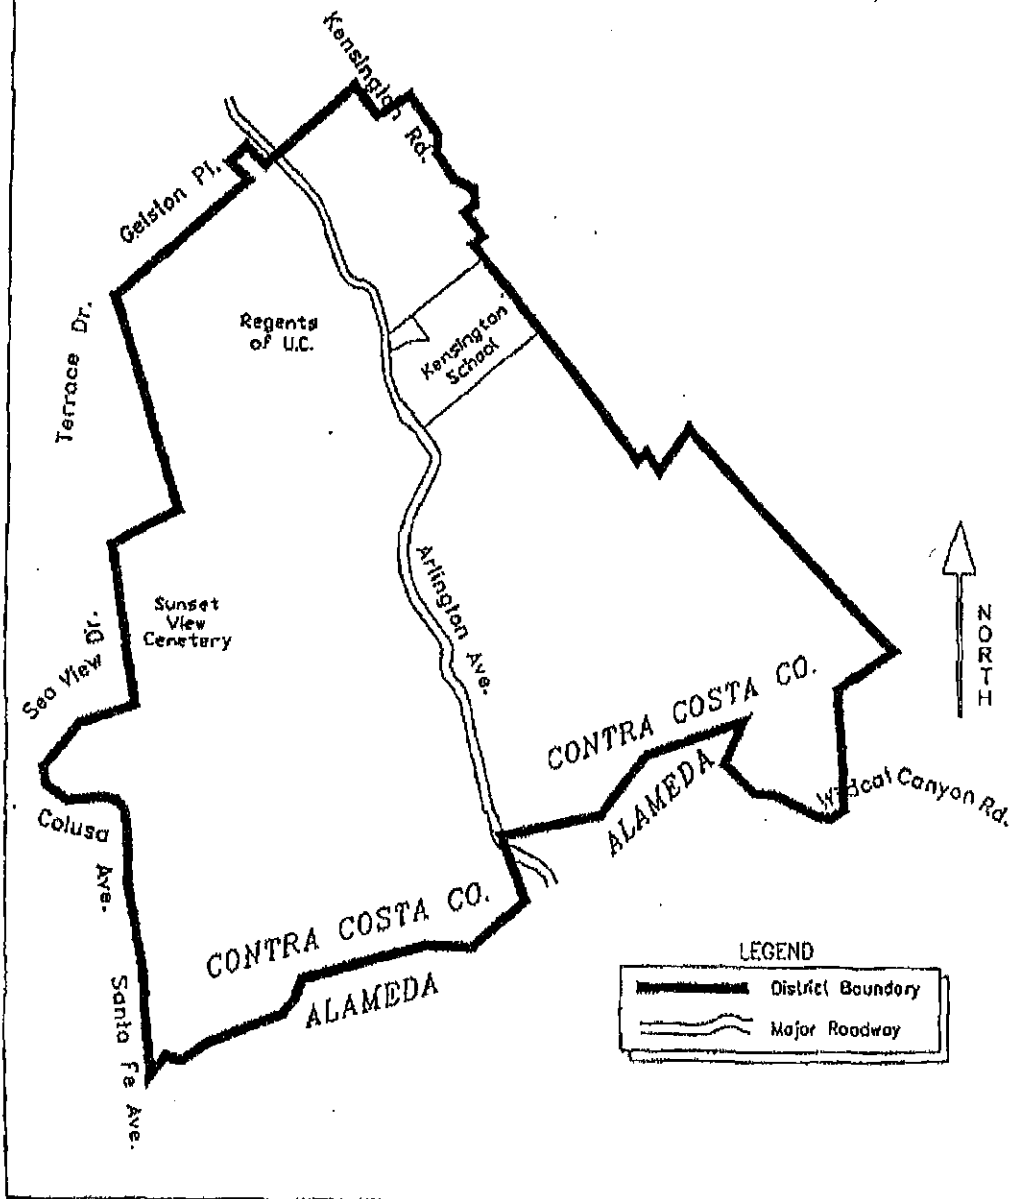 Kensington Rd.
Gelston Pl.
Terrace Dr.
Regents
of U.C.
Kensington
School
Arlington Ave.
Sunset
View
Cemetery
Sea View Dr.
NORTH
CONTRA COSTA CO.
ALAMEDA
Wildcat Canyon Rd.
Colusa Ave.
CONTRA COSTA CO.
ALAMEDA
Santa Fe Ave.
LEGEND
District Boundary
Major Roadway